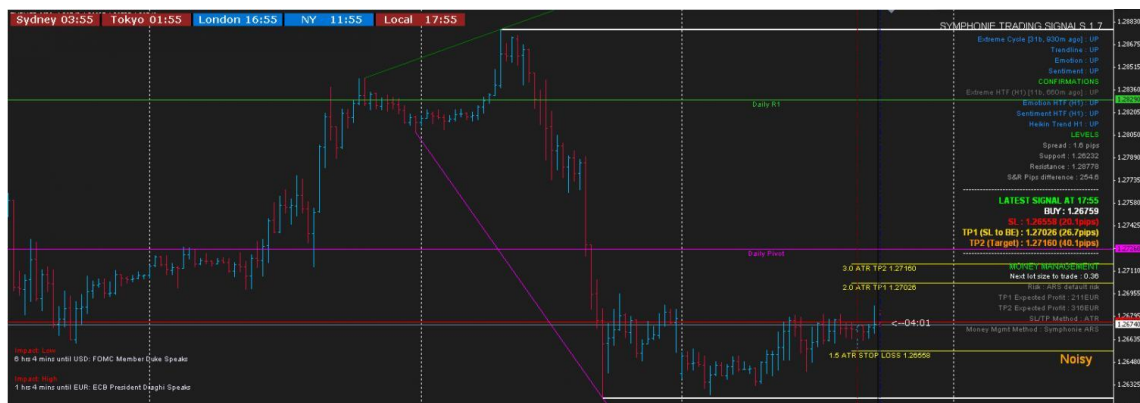 Sydney 03:55 Tokyo 01:55 London 16:55 NY 11:55 Local 17:55
SYMPHONIE TRADING SIGNALS 1.7
Extreme Cycle [31b, 930m ago] : UP
Trendline : UP
Emotion : UP
Sentiment : UP
CONFIRMATIONS
Extreme HTF (H1) [11b, 660m ago] : UP
Emotion HTF (H1) : UP
Sentiment HTF (H1) : UP
Heikin Trend H1 : UP
LEVELS
Spread : 1.6 pips
Support : 1.26232
Resistance : 1.28778
S&R Pips difference : 254.6
LATEST SIGNAL AT 17:55
BUY : 1.26759
SL : 1.26558 (20.1pips)
TP1 (SL to BE) : 1.27026 (26.7pips)
TP2 (Target) : 1.27160 (40.1pips)
MONEY MANAGEMENT
Next lot size to trade : 0.36
Risk : ARS default risk
TP1 Expected Profit : 211EUR
TP2 Expected Profit : 316EUR
SL/TP Method : ATR
Money Mgmt Method : Symphonie ARS
Noisy
Daily R1
Daily Pivot
3.0 ATR TP2 1.27160
2.0 ATR TP1 1.27026
<--04:01
1.5 ATR STOP LOSS 1.26558
Impact: Low
6 hrs 4 mins until USD: FOMC Member Duke Speaks
Impact: High
1 hrs 4 mins until EUR: ECB President Draghi Speaks
1.28830
1.28675
1.28515
1.28360
1.28290
1.28205
1.28050
1.27890
1.27735
1.27580
1.27420
1.27110
1.26955
1.26795
1.26740
1.26635
1.26480
1.26325